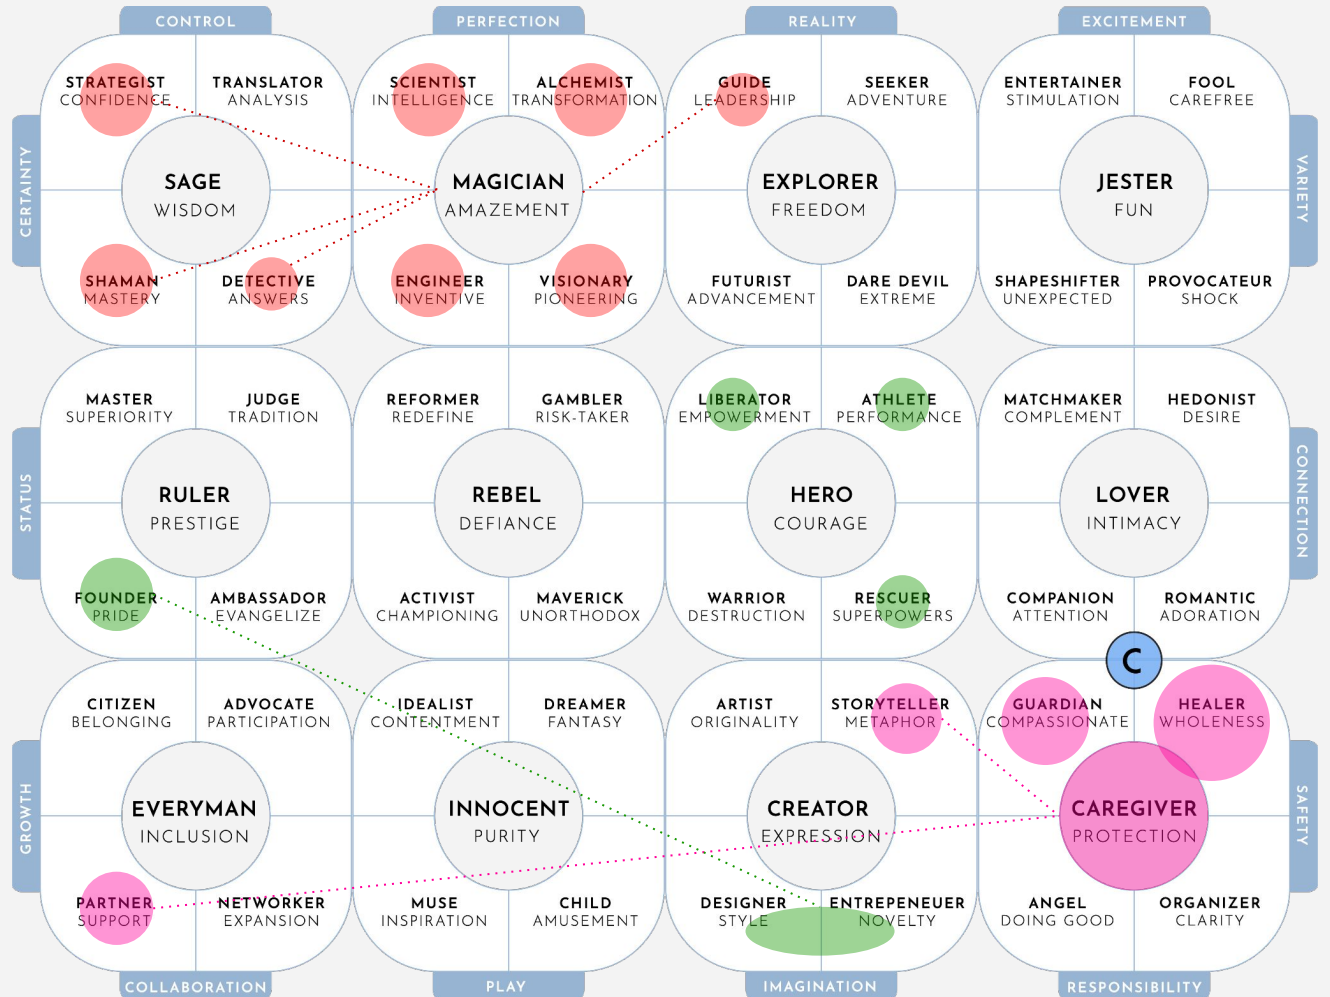 CONTROL
PERFECTION
REALITY
EXCITEMENT
STRATEGIST
CONFIDENCE
TRANSLATOR
ANALYSIS
SCIENTIST
INTELLIGENCE
ALCHEMIST
TRANSFORMATION
GUIDE
LEADERSHIP
SEEKER
ADVENTURE
ENTERTAINER
STIMULATION
FOOL
CAREFREE
CERTAINTY
SAGE
WISDOM
MAGICIAN
AMAZEMENT
EXPLORER
FREEDOM
JESTER
FUN
VARIETY
SHAMAN
MASTERY
DETECTIVE
ANSWERS
ENGINEER
INVENTIVE
VISIONARY
PIONEERING
FUTURIST
ADVANCEMENT
DARE DEVIL
EXTREME
SHAPESHIFTER
UNEXPECTED
PROVOCATEUR
SHOCK
MASTER
SUPERIORITY
JUDGE
TRADITION
REFORMER
REDEFINE
GAMBLER
RISK-TAKER
LIBERATOR
EMPOWERMENT
ATHLETE
PERFORMANCE
MATCHMAKER
COMPLEMENT
HEDONIST
DESIRE
STATUS
RULER
PRESTIGE
REBEL
DEFIANCE
HERO
COURAGE
LOVER
INTIMACY
CONNECTION
FOUNDER
PRIDE
AMBASSADOR
EVANGELIZE
ACTIVIST
CHAMPIONING
MAVERICK
UNORTHODOX
WARRIOR
DESTRUCTION
RESCUER
SUPERPOWERS
COMPANION
ATTENTION
ROMANTIC
ADORATION
C
CITIZEN
BELONGING
ADVOCATE
PARTICIPATION
IDEALIST
CONTENTMENT
DREAMER
FANTASY
ARTIST
ORIGINALITY
STORYTELLER
METAPHOR
GUARDIAN
COMPASSIONATE
HEALER
WHOLENESS
GROWTH
EVERYMAN
INCLUSION
INNOCENT
PURITY
CREATOR
EXPRESSION
CAREGIVER
PROTECTION
SAFETY
PARTNER
SUPPORT
NETWORKER
EXPANSION
MUSE
INSPIRATION
CHILD
AMUSEMENT
DESIGNER
STYLE
ENTREPENEUER
NOVELTY
ANGEL
DOING GOOD
ORGANIZER
CLARITY
COLLABORATION
PLAY
IMAGINATION
RESPONSIBILITY